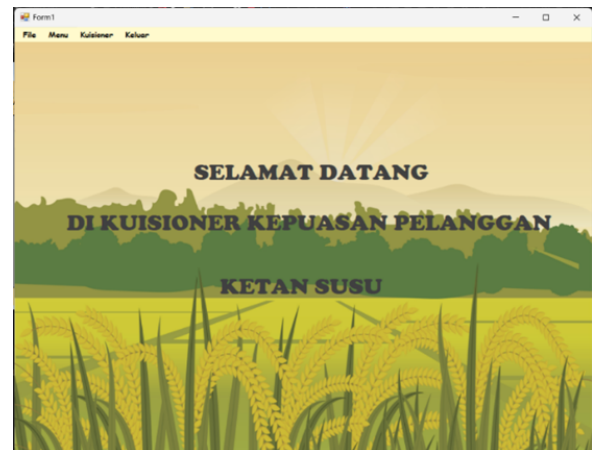 Form1
File Menu Kuisioner Keluar
SELAMAT DATANG
DI KUISIONER KEPUASAN PELANGGAN
KETAN SUSU